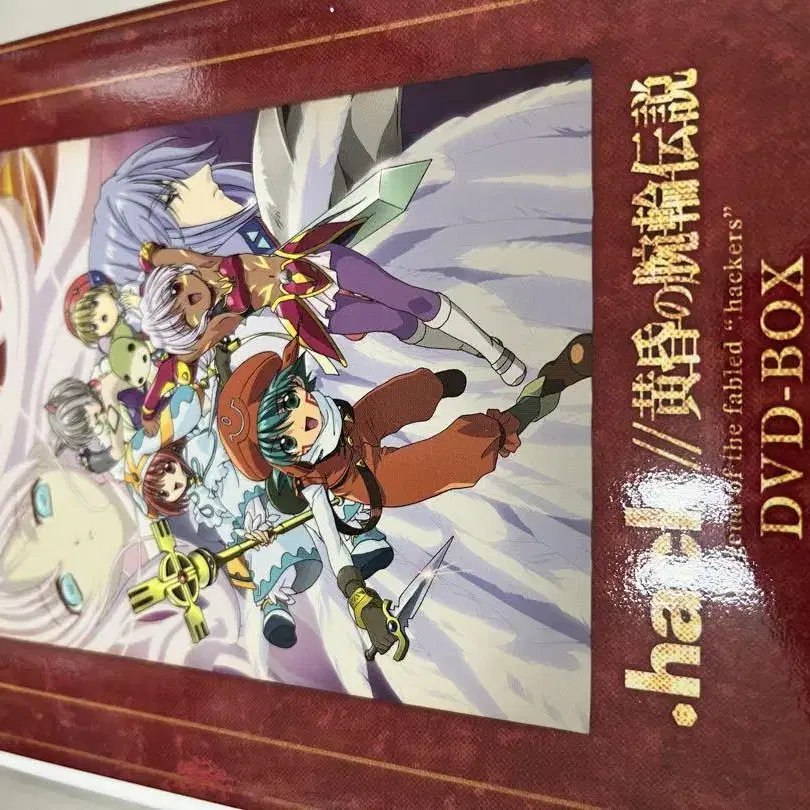 .hack//黄昏の腕輪伝説
Legend of the fabled “hackers”
DVD-BOX